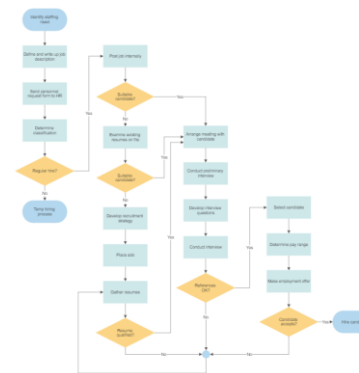 Identify staffing
need
Define and write up job
description
Send personnel
request form to HR
Determine
classification
Regular hire?
Yes
No
Temp hiring
process
Post job internally
Suitable
candidate?
Yes
No
Examine existing
resumes on file
Suitable
candidate?
Yes
No
Develop recruitment
strategy
Place ads
Gather resumes
Resume
qualified?
Yes
No
Arrange meeting with
candidate
Conduct preliminary
interview
Develop interview
questions
Conduct interview
References
OK?
Yes
No
Select candidate
Determine pay range
Make employment offer
Candidate
accepts?
Yes
No